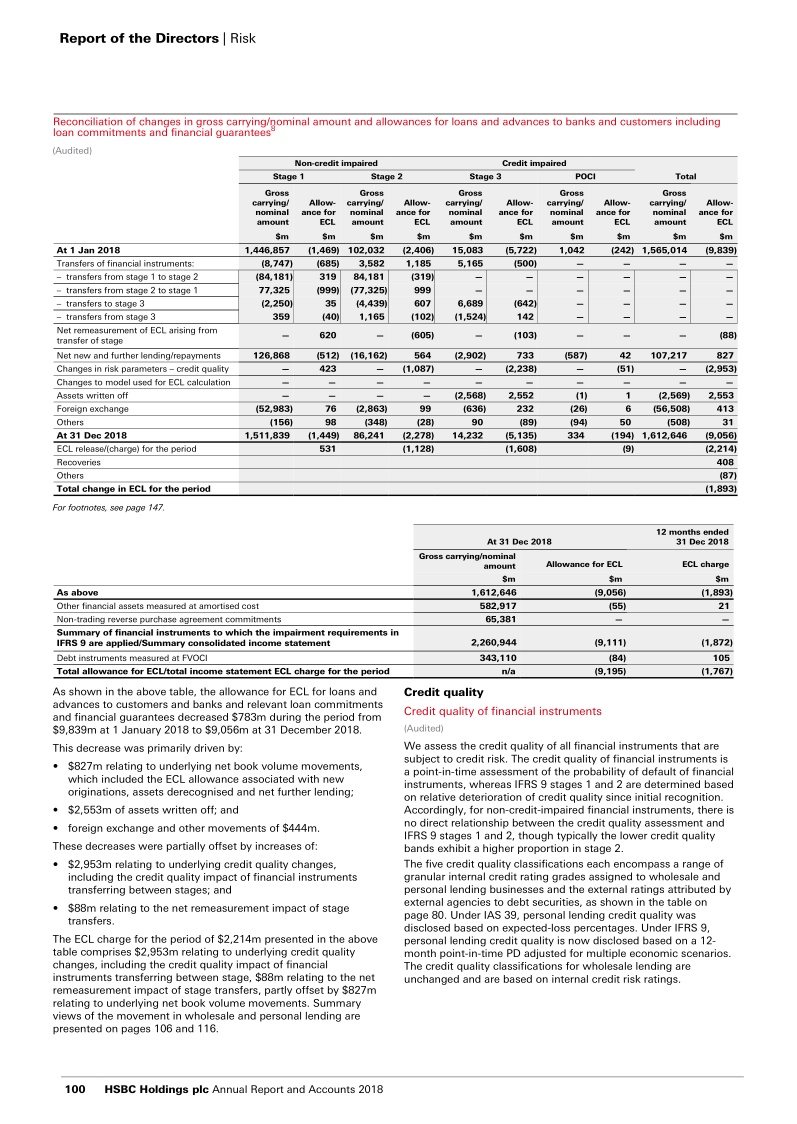 Report of the Directors | Risk
Reconciliation of changes in gross carrying/nominal amount and allowances for loans and advances to banks and customers including
loan commitments and financial guarantees8
(Audited)
Non-credit impaired Credit impaired
Stage 1 Stage 2 Stage 3 POCI Total
Gross carrying/ nominal amount Allow- ance for ECL Gross carrying/ nominal amount Allow- ance for ECL Gross carrying/ nominal amount Allow- ance for ECL Gross carrying/ nominal amount Allow- ance for ECL Gross carrying/ nominal amount Allow- ance for ECL
$m $m $m $m $m $m $m $m $m $m
At 1 Jan 2018 1,446,857 (1,469) 102,032 (2,406) 15,083 (5,722) 1,042 (242) 1,565,014 (9,839)
Transfers of financial instruments: (8,747) (685) 3,582 1,185 5,165 (500) – – – –
– transfers from stage 1 to stage 2 (84,181) 319 84,181 (319) – – – – – –
– transfers from stage 2 to stage 1 77,325 (999) (77,325) 999 – – – – – –
– transfers to stage 3 (2,250) 35 (4,439) 607 6,689 (642) – – – –
– transfers from stage 3 359 (40) 1,165 (102) (1,524) 142 – – – –
Net remeasurement of ECL arising from
transfer of stage – 620 – (605) – (103) – – – (88)
Net new and further lending/repayments 126,868 (512) (16,162) 564 (2,902) 733 (587) 42 107,217 827
Changes in risk parameters – credit quality – 423 – (1,087) – (2,238) – (51) – (2,953)
Changes to model used for ECL calculation – – – – – – – – – –
Assets written off – – – – (2,568) 2,552 (1) 1 (2,569) 2,553
Foreign exchange (52,983) 76 (2,863) 99 (636) 232 (26) 6 (56,508) 413
Others (156) 98 (348) (28) 90 (89) (94) 50 (508) 31
At 31 Dec 2018 1,511,839 (1,449) 86,241 (2,278) 14,232 (5,135) 334 (194) 1,612,646 (9,056)
ECL release/(charge) for the period 531 (1,128) (1,608) (9) (2,214)
Recoveries 408
Others (87)
Total change in ECL for the period (1,893)
For footnotes, see page 147.
At 31 Dec 2018 12 months ended 31 Dec 2018
Gross carrying/nominal amount Allowance for ECL ECL charge
$m $m $m
As above 1,612,646 (9,056) (1,893)
Other financial assets measured at amortised cost 582,917 (55) 21
Non-trading reverse purchase agreement commitments 65,381 – –
Summary of financial instruments to which the impairment requirements in
IFRS 9 are applied/Summary consolidated income statement 2,260,944 (9,111) (1,872)
Debt instruments measured at FVOCI 343,110 (84) 105
Total allowance for ECL/total income statement ECL charge for the period n/a (9,195) (1,767)
As shown in the above table, the allowance for ECL for loans and
advances to customers and banks and relevant loan commitments
and financial guarantees decreased $783m during the period from
$9,839m at 1 January 2018 to $9,056m at 31 December 2018.
This decrease was primarily driven by:
• $827m relating to underlying net book volume movements,
which included the ECL allowance associated with new
originations, assets derecognised and net further lending;
• $2,553m of assets written off; and
• foreign exchange and other movements of $444m.
These decreases were partially offset by increases of:
• $2,953m relating to underlying credit quality changes,
including the credit quality impact of financial instruments
transferring between stages; and
• $88m relating to the net remeasurement impact of stage
transfers.
The ECL charge for the period of $2,214m presented in the above
table comprises $2,953m relating to underlying credit quality
changes, including the credit quality impact of financial
instruments transferring between stage, $88m relating to the net
remeasurement impact of stage transfers, partly offset by $827m
relating to underlying net book volume movements. Summary
views of the movement in wholesale and personal lending are
presented on pages 106 and 116.
Credit quality
Credit quality of financial instruments
(Audited)
We assess the credit quality of all financial instruments that are
subject to credit risk. The credit quality of financial instruments is
a point-in-time assessment of the probability of default of financial
instruments, whereas IFRS 9 stages 1 and 2 are determined based
on relative deterioration of credit quality since initial recognition.
Accordingly, for non-credit-impaired financial instruments, there is
no direct relationship between the credit quality assessment and
IFRS 9 stages 1 and 2, though typically the lower credit quality
bands exhibit a higher proportion in stage 2.
The five credit quality classifications each encompass a range of
granular internal credit rating grades assigned to wholesale and
personal lending businesses and the external ratings attributed by
external agencies to debt securities, as shown in the table on
page 80. Under IAS 39, personal lending credit quality was
disclosed based on expected-loss percentages. Under IFRS 9,
personal lending credit quality is now disclosed based on a 12-
month point-in-time PD adjusted for multiple economic scenarios.
The credit quality classifications for wholesale lending are
unchanged and are based on internal credit risk ratings.
100 HSBC Holdings plc Annual Report and Accounts 2018